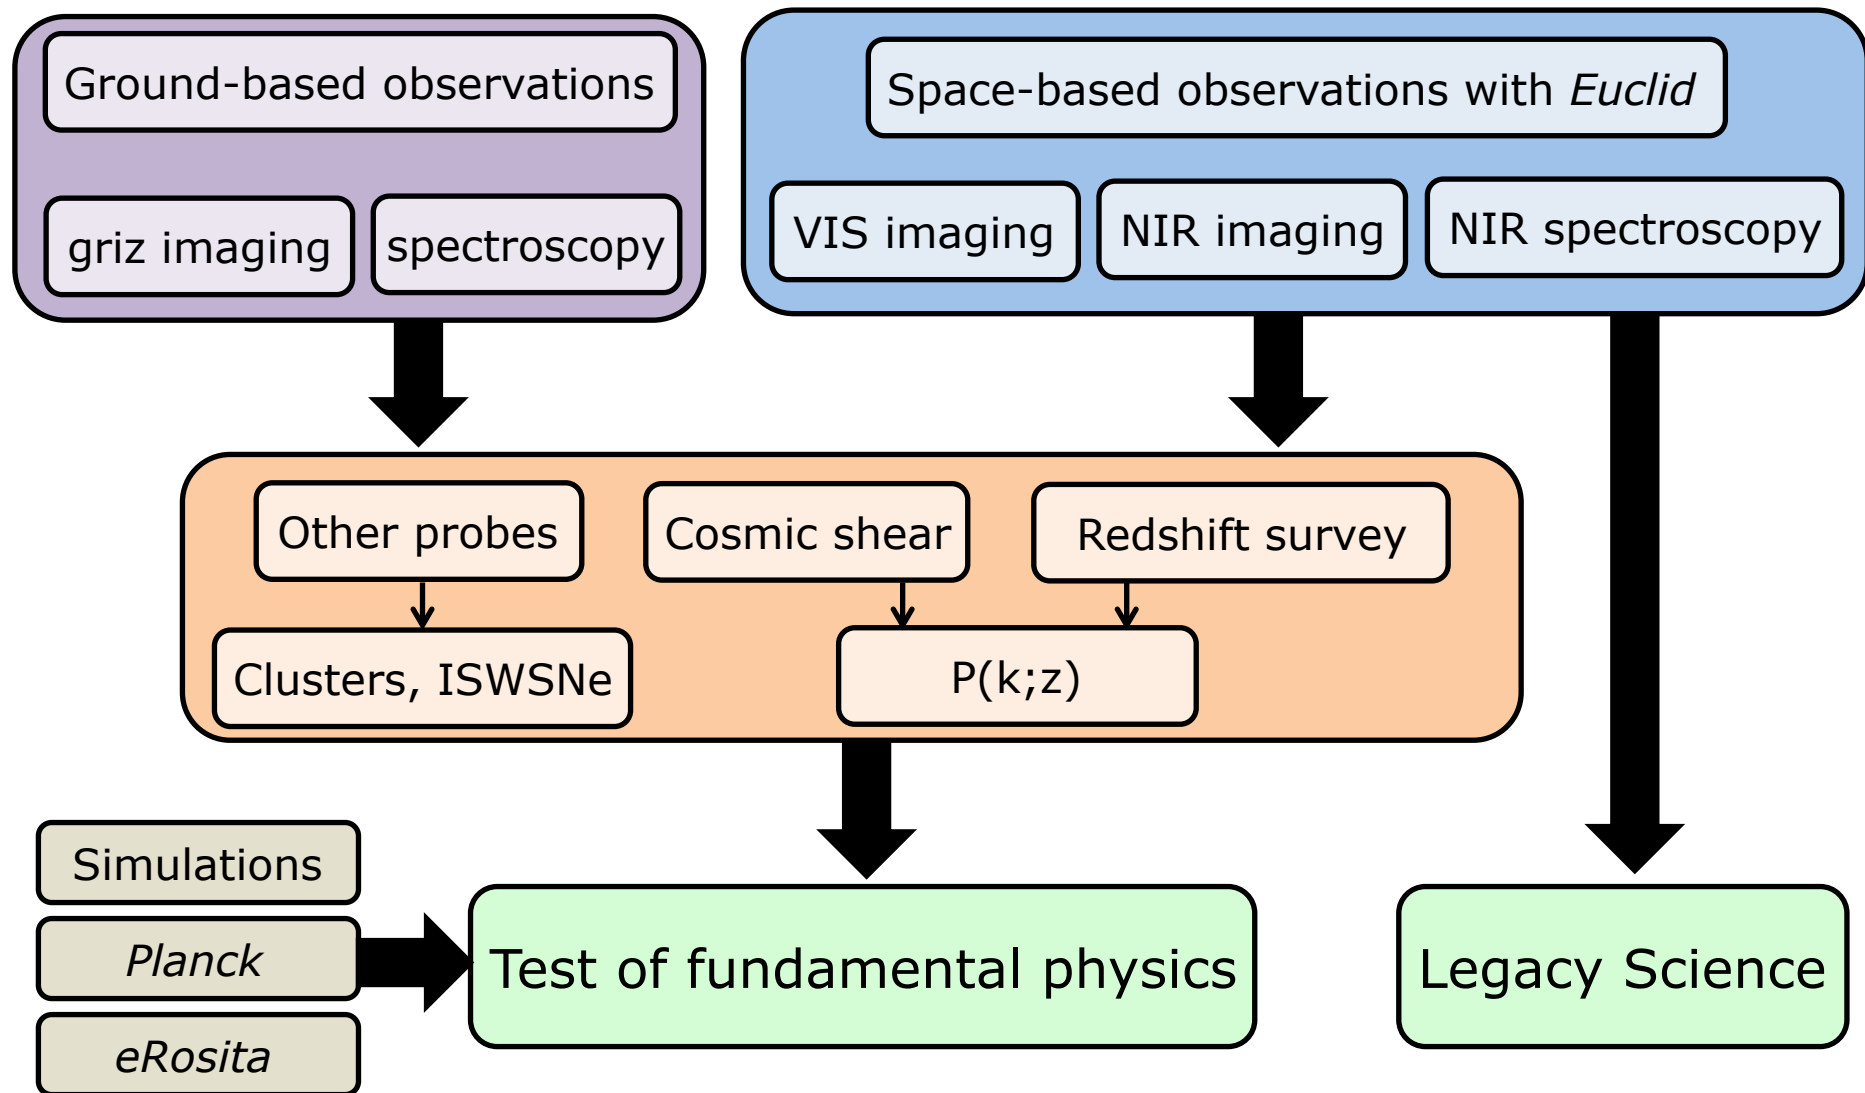 Ground-based observations
Space-based observations with Euclid
griz imaging
spectroscopy
VIS imaging
NIR imaging
NIR spectroscopy
Other probes
Cosmic shear
Redshift survey
Clusters, ISWSNe
P(k;z)
Simulations
Planck
eRosita
Test of fundamental physics
Legacy Science